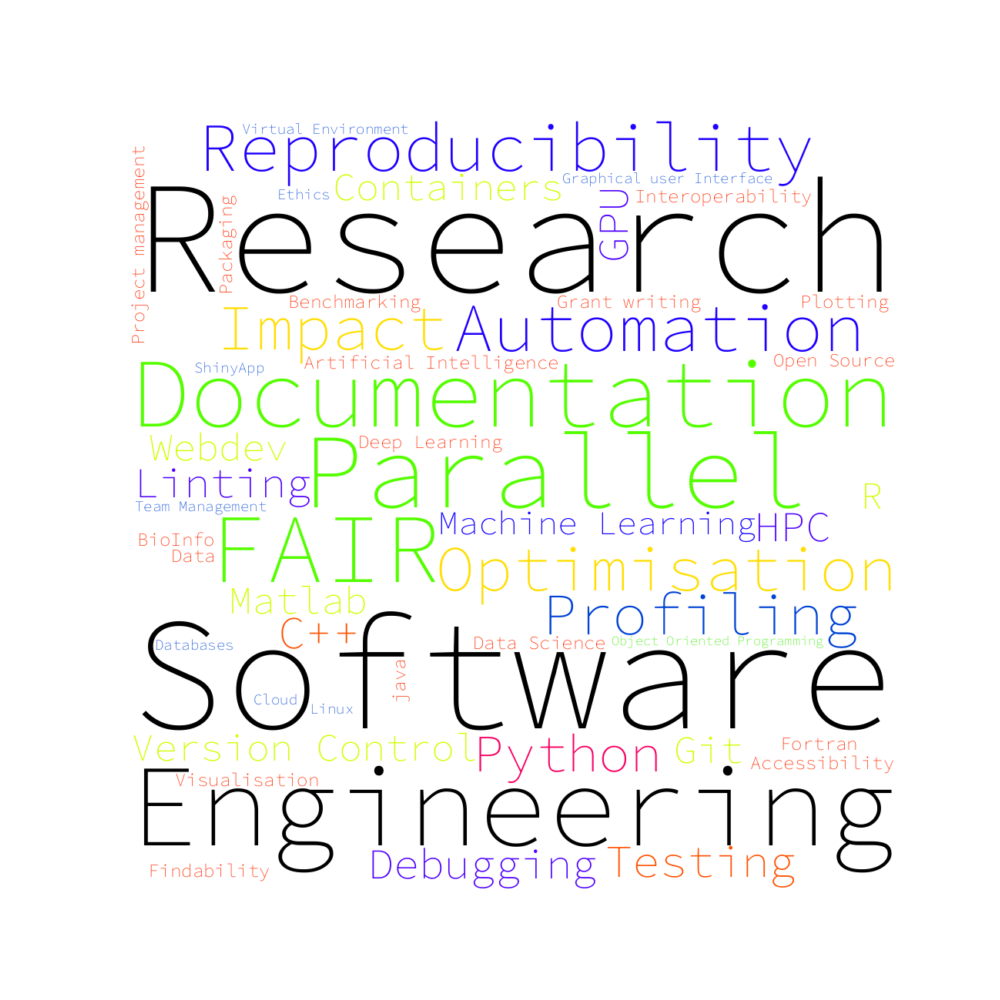 Virtual Environment
Reproducibility
Graphical user Interface
Containers
Ethics
Interoperability
Project management
Packaging
GPU
Research
Benchmarking
Grant writing
Plotting
Impact
Automation
Artificial Intelligence
Open Source
ShinyApp
Documentation
Webdev
Deep Learning
Parallel
Linting
R
Team Management
Machine Learning
HPC
BioInfo
Data
FAIR
Optimisation
Matlab
Profiling
C++
Databases
Data Science
Object Oriented Programming
java
Software
Cloud
Linux
Version Control
Python
Git
Fortran
Accessibility
Visualisation
Engineering
Findability
Debugging
Testing